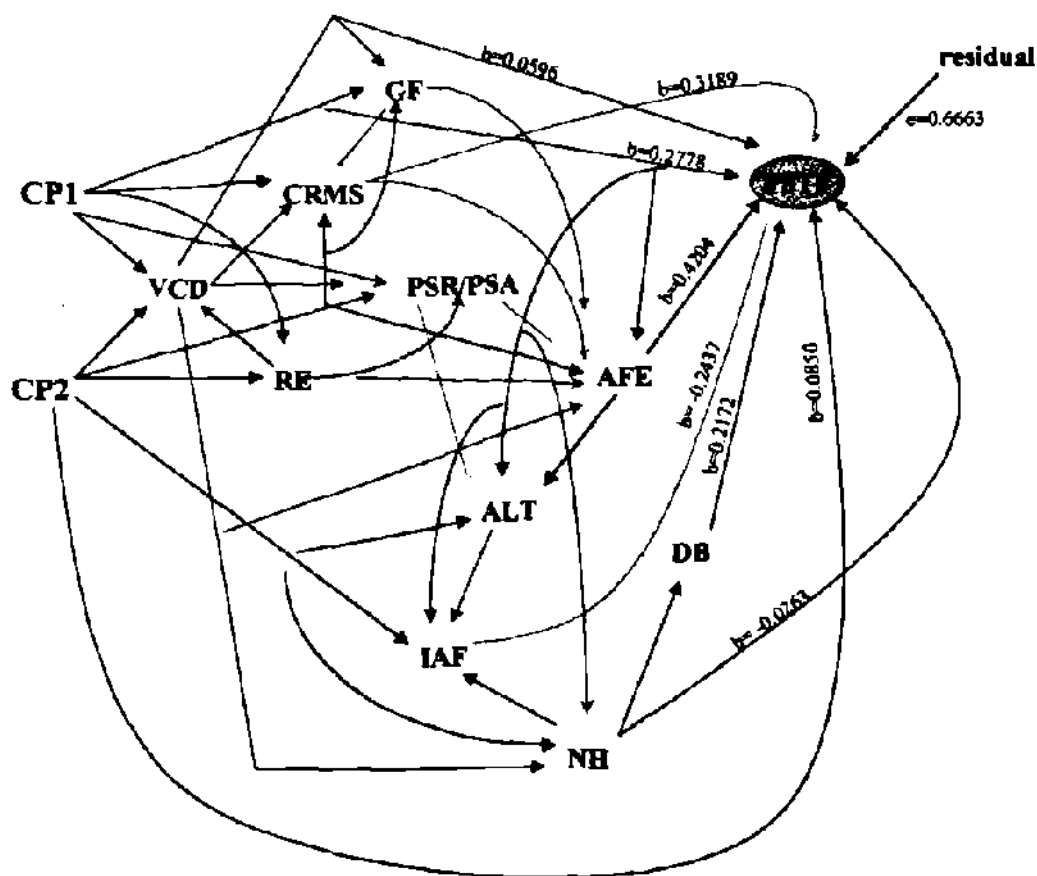 b=0.0596
residual
b=0.3189
GF
e=0.6663
b=0.2778
CP1
CRMS
VCD
PSR/PSA
b=0.4204
CP2
RE
AFE
b= -0.2437
b=0.2172
b=0.0850
ALT
DB
b= -0.0763
IAF
NH